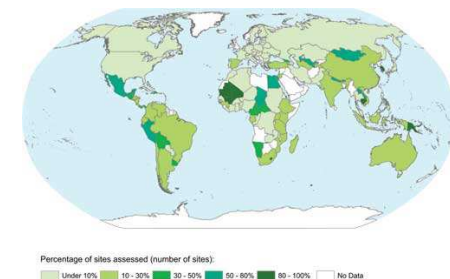 Percentage of sites assessed (number of sites):
Under 10% 10 - 30% 30 - 50% 50 - 80% 80 - 100% No Data